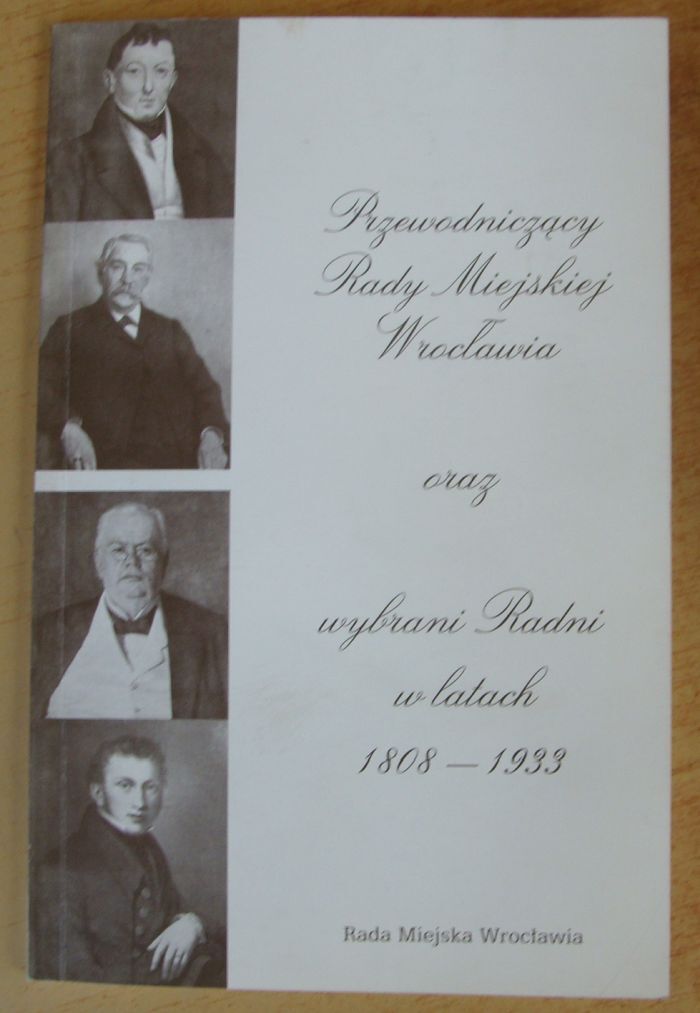 Przewodniczący
Rady Miejskiej
Wrocławia
oraz
wybrani Radni
w latach
1808 — 1933
Rada Miejska Wrocławia